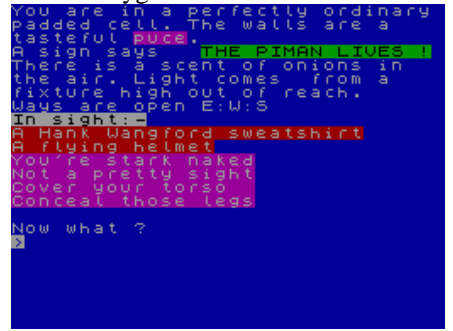 You are in a perfectly ordinary
padded cell. The walls are a
tasteful puce.
A sign says THE PIMAN LIVES !
There is a scent of onions in
the air. Light comes from a
fixture high out of reach.
Ways are open E:W:S
In sight:-
A Hank Wangford sweatshirt
A flying helmet
You're stark naked
Not a pretty sight
Cover your torso
Conceal those legs
Now what ?
>